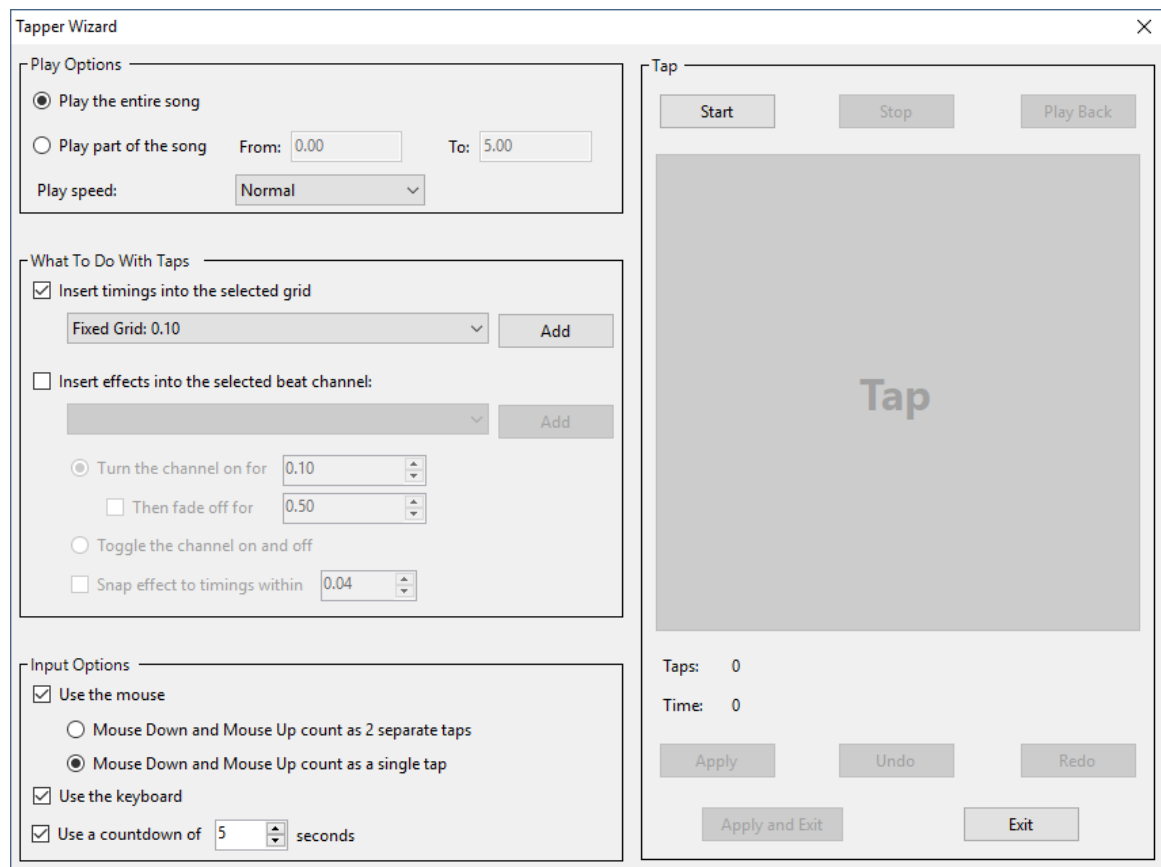 Tapper Wizard
Play Options
Play the entire song
Play part of the song From: 0.00 To: 5.00
Play speed: Normal
What To Do With Taps
Insert timings into the selected grid
Fixed Grid: 0.10 Add
Insert effects into the selected beat channel:
Add
Turn the channel on for 0.10
Then fade off for 0.50
Toggle the channel on and off
Snap effect to timings within 0.04
Input Options
Use the mouse
Mouse Down and Mouse Up count as 2 separate taps
Mouse Down and Mouse Up count as a single tap
Use the keyboard
Use a countdown of 5 seconds
Tap
Start Stop Play Back
Tap
Taps: 0
Time: 0
Apply Undo Redo
Apply and Exit Exit